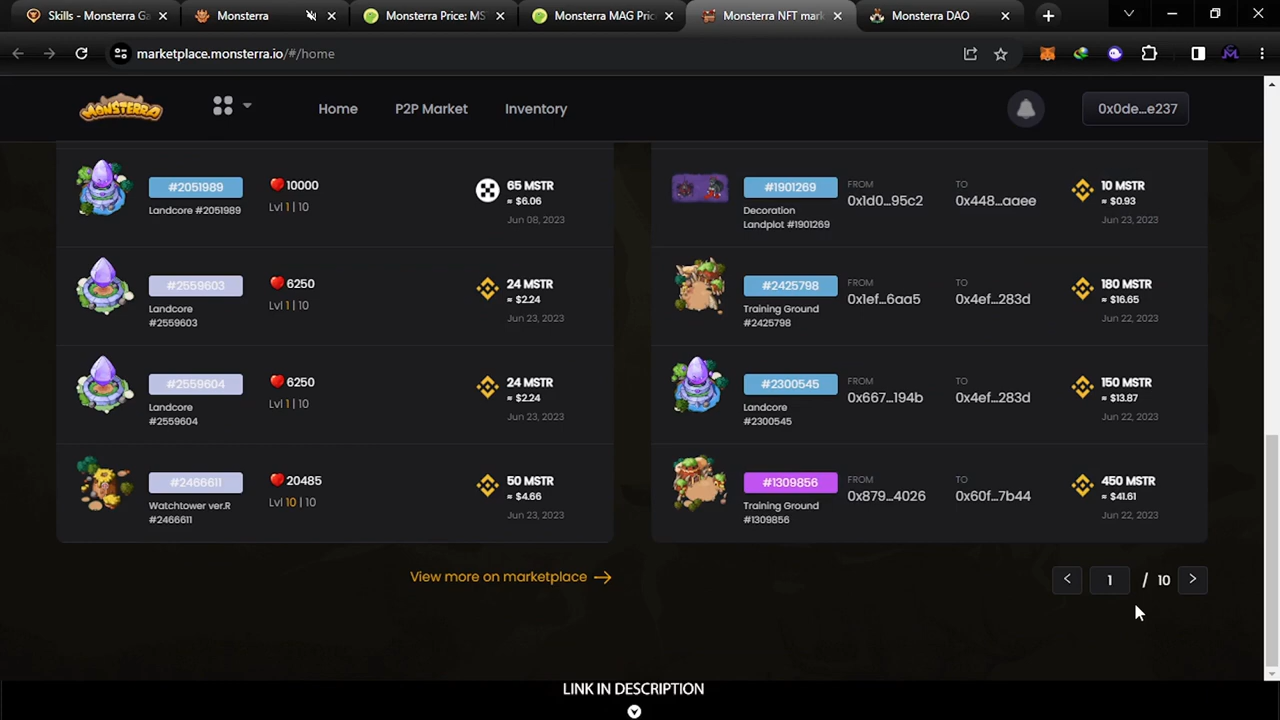 Skills - Monsterra Ga
Monsterra
Monsterra Price: MS
Monsterra MAG Pric
Monsterra NFT mark
Monsterra DAO
marketplace.monsterra.io/#/home
MONSTERRA
Home
P2P Market
Inventory
0x0de...e237
#2051989
Landcore #2051989
10000
Lvl 1 | 10
65 MSTR
≈ $6.06
Jun 08, 2023
#2559603
Landcore
#2559603
6250
Lvl 1 | 10
24 MSTR
≈ $2.24
Jun 23, 2023
#2559604
Landcore
#2559604
6250
Lvl 1 | 10
24 MSTR
≈ $2.24
Jun 23, 2023
#2466611
Watchtower ver.R
#2466611
20485
Lvl 10 | 10
50 MSTR
≈ $4.66
Jun 23, 2023
View more on marketplace
#1901269
Decoration
Landplot #1901269
FROM
0x1d0...95c2
TO
0x448...aaee
10 MSTR
≈ $0.93
Jun 23, 2023
#2425798
Training Ground
#2425798
FROM
0x1ef...6aa5
TO
0x4ef...283d
180 MSTR
≈ $16.65
Jun 22, 2023
#2300545
Landcore
#2300545
FROM
0x667...194b
TO
0x4ef...283d
150 MSTR
≈ $13.87
Jun 22, 2023
#1309856
Training Ground
#1309856
FROM
0x879...4026
TO
0x60f...7b44
450 MSTR
≈ $41.61
Jun 22, 2023
< 1 / 10 >
LINK IN DESCRIPTION